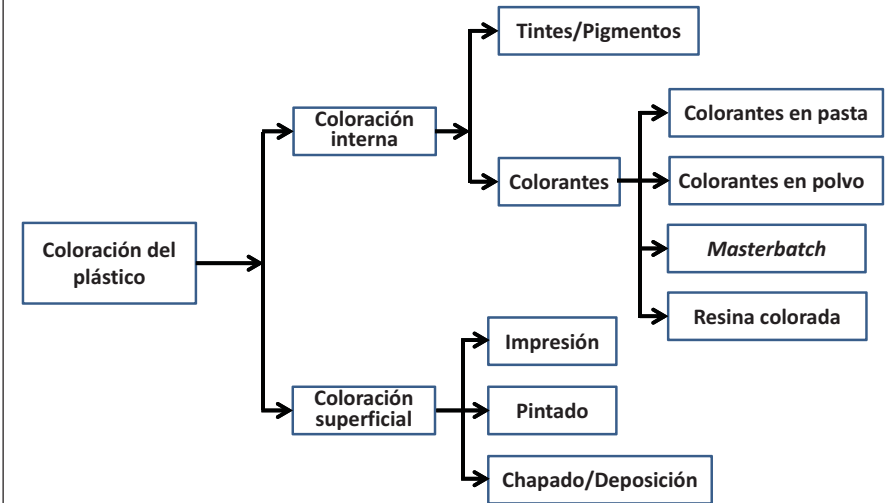 Coloración del
plástico
Coloración
interna
Tintes/Pigmentos
Colorantes
Colorantes en pasta
Colorantes en polvo
Masterbatch
Resina colorada
Coloración
superficial
Impresión
Pintado
Chapado/Deposición